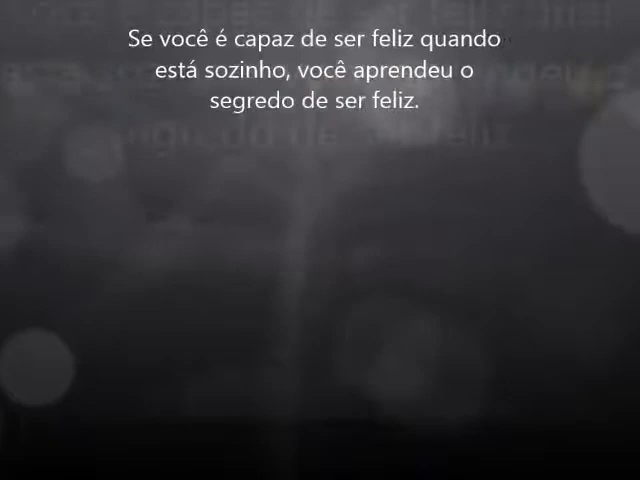 Se você é capaz de ser feliz quando
está sozinho, você aprendeu o
segredo de ser feliz.